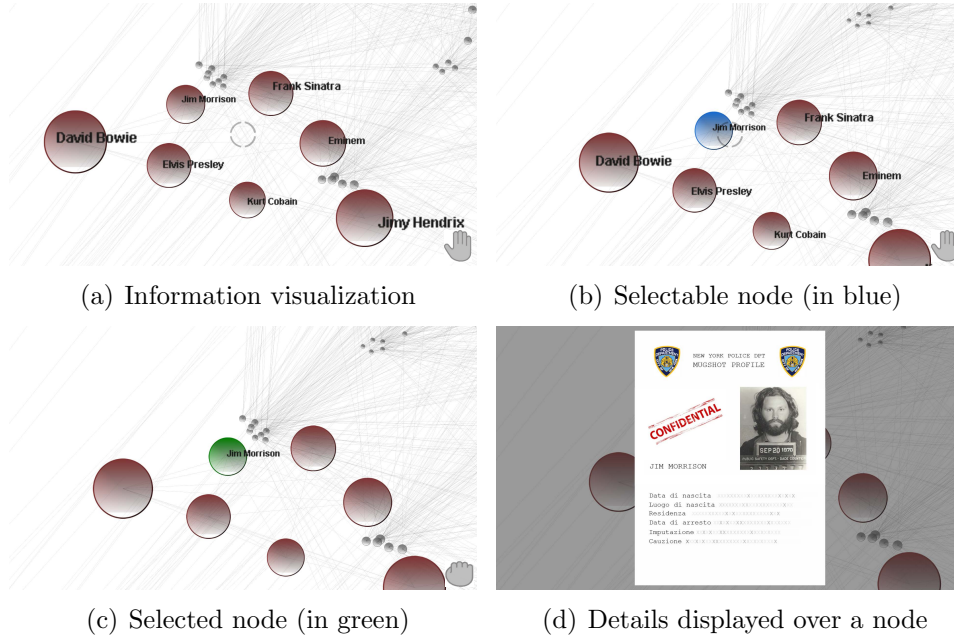 Frank Sinatra
Jim Morrison
David Bowie
Eminem
Elvis Presley
Kurt Cobain
Jimy Hendrix
(a) Information visualization
Jim Morrison
Frank Sinatra
David Bowie
Eminem
Elvis Presley
Kurt Cobain
(b) Selectable node (in blue)
Jim Morrison
(c) Selected node (in green)
NEW YORK POLICE DPT
MUGSHOT PROFILE
CONFIDENTIAL
SEP 20 1970
JIM MORRISON
Data di nascita
Luogo di nascita
Residenza
Data di arresto
Imputazione
Cauzione
(d) Details displayed over a node